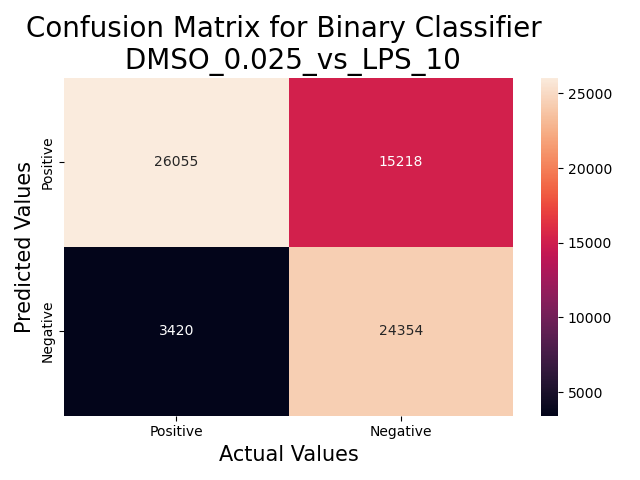 Confusion Matrix for Binary Classifier
DMSO_0.025_vs_LPS_10
Predicted Values
Positive
26055
15218
Negative
3420
24354
Positive
Negative
Actual Values
25000
20000
15000
10000
5000